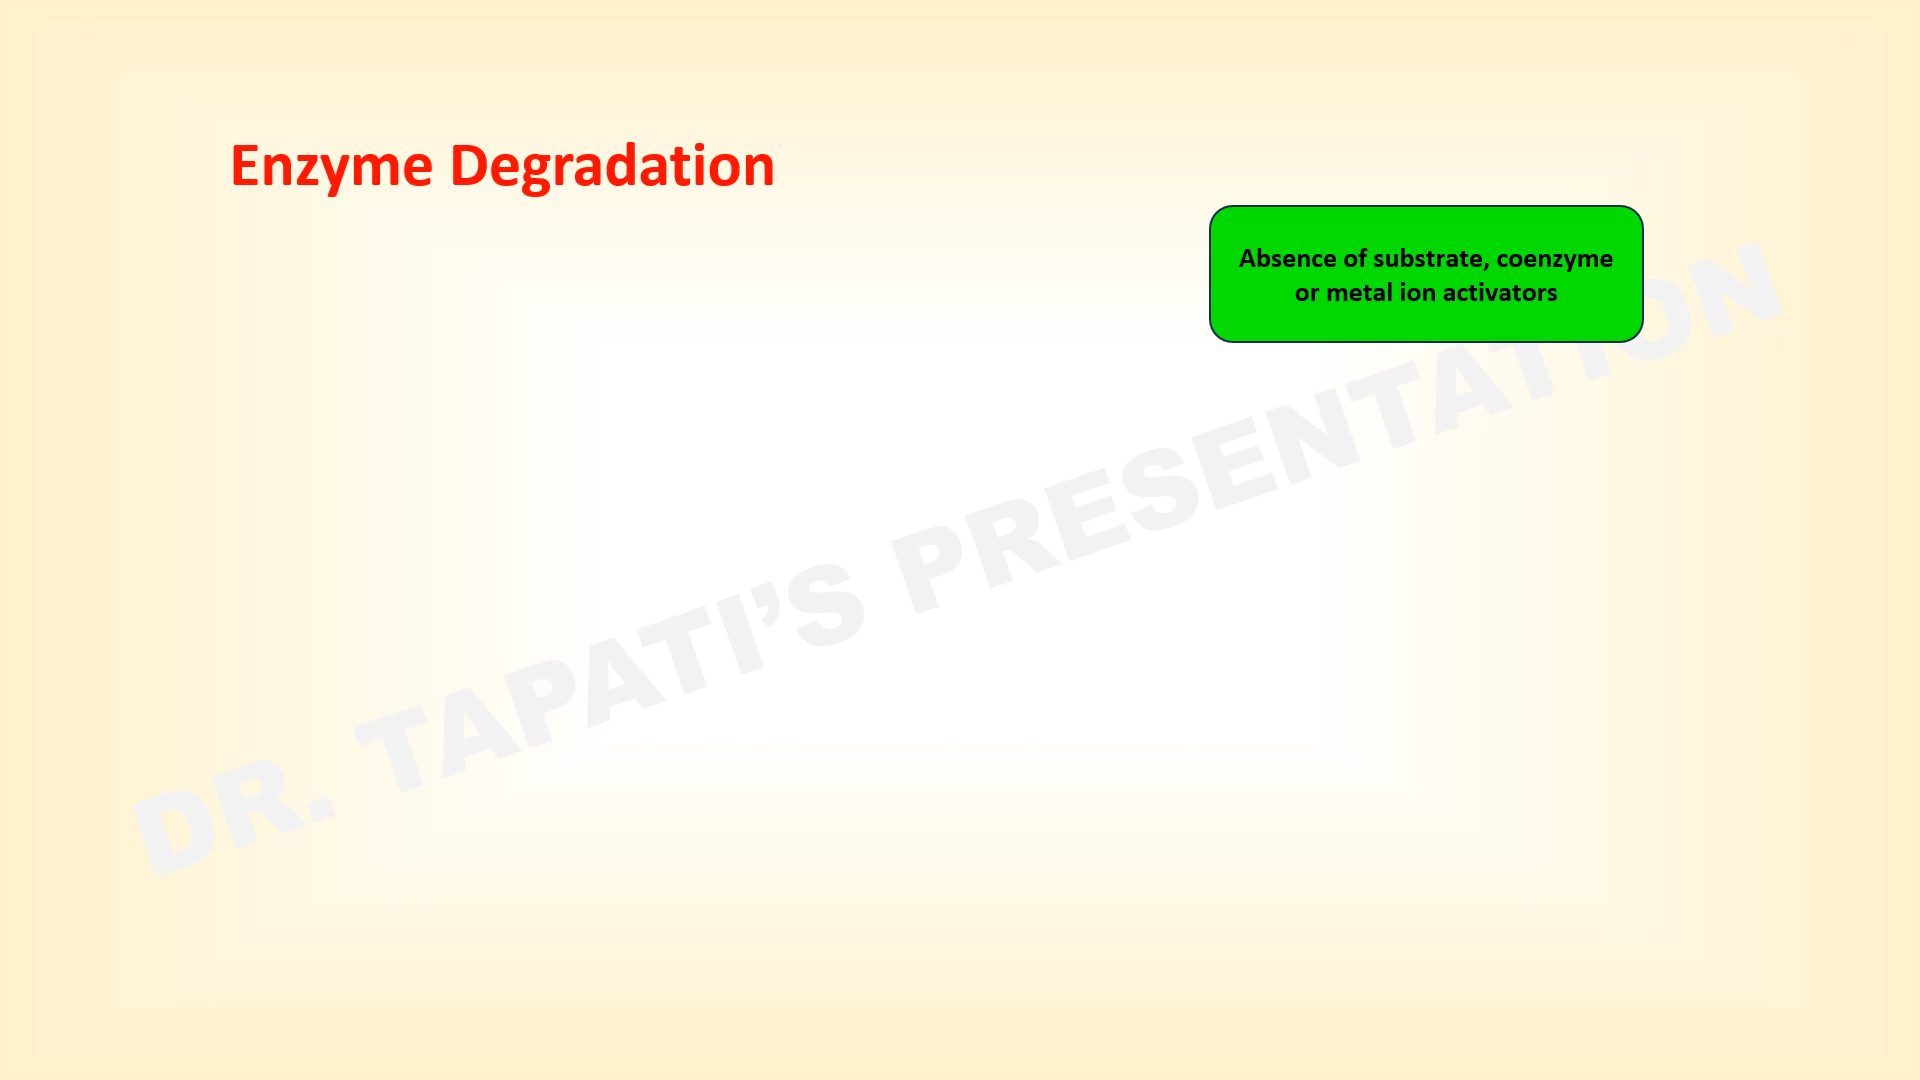 Enzyme Degradation
Absence of substrate, coenzyme
or metal ion activators
DR. TAPATI’S PRESENTATION